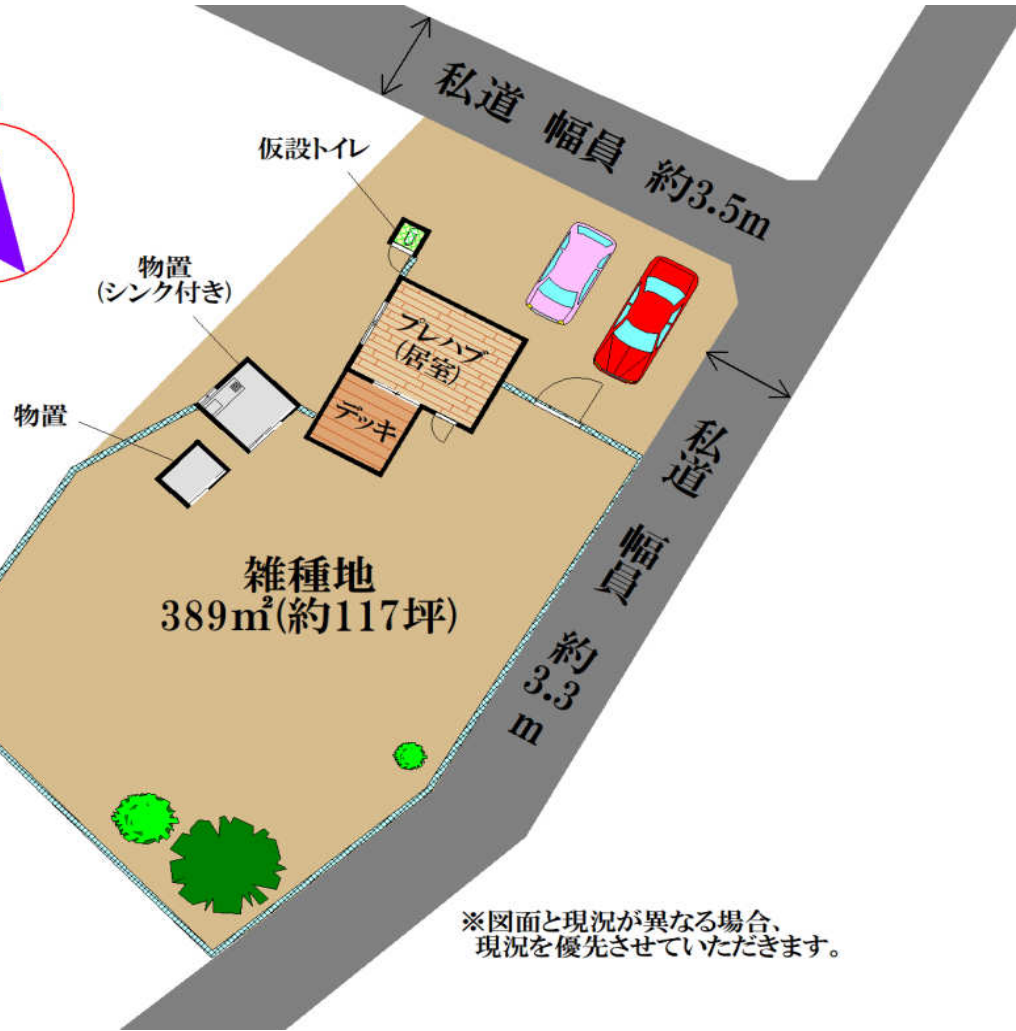 私道 幅員 約3.5m
仮設トイレ
物置
(シンク付き)
プレハブ
(居室)
デッキ
物置
私道 幅員 約3.3m
雑種地
389㎡(約117坪)
※図面と現況が異なる場合、
現況を優先させていただきます。